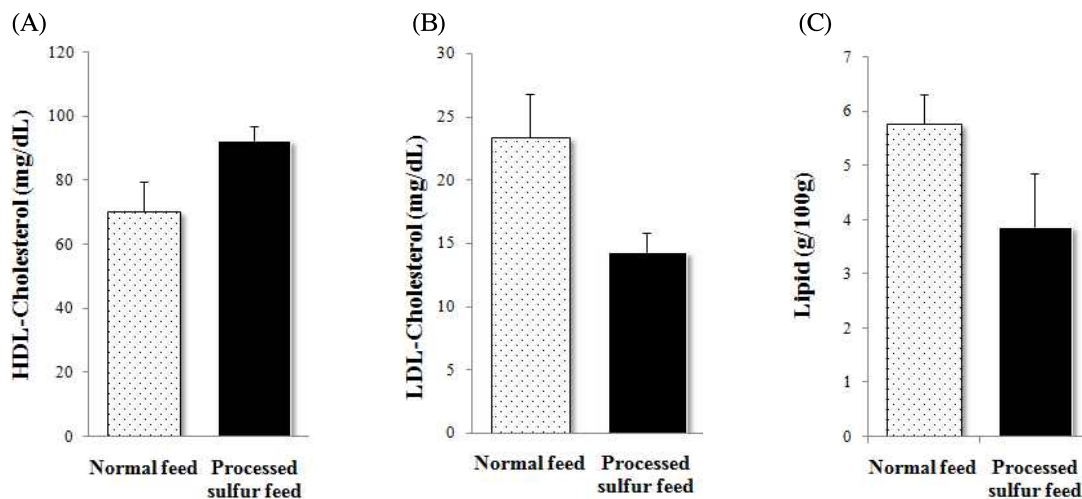 (A)
HDL-Cholesterol (mg/dL)
120
100
80
60
40
20
0
Normal feed Processed
sulfur feed
(B)
LDL-Cholesterol (mg/dL)
30
25
20
15
10
5
0
Normal feed Processed
sulfur feed
(C)
Lipid (g/100g)
7
6
5
4
3
2
1
0
Normal feed Processed
sulfur feed